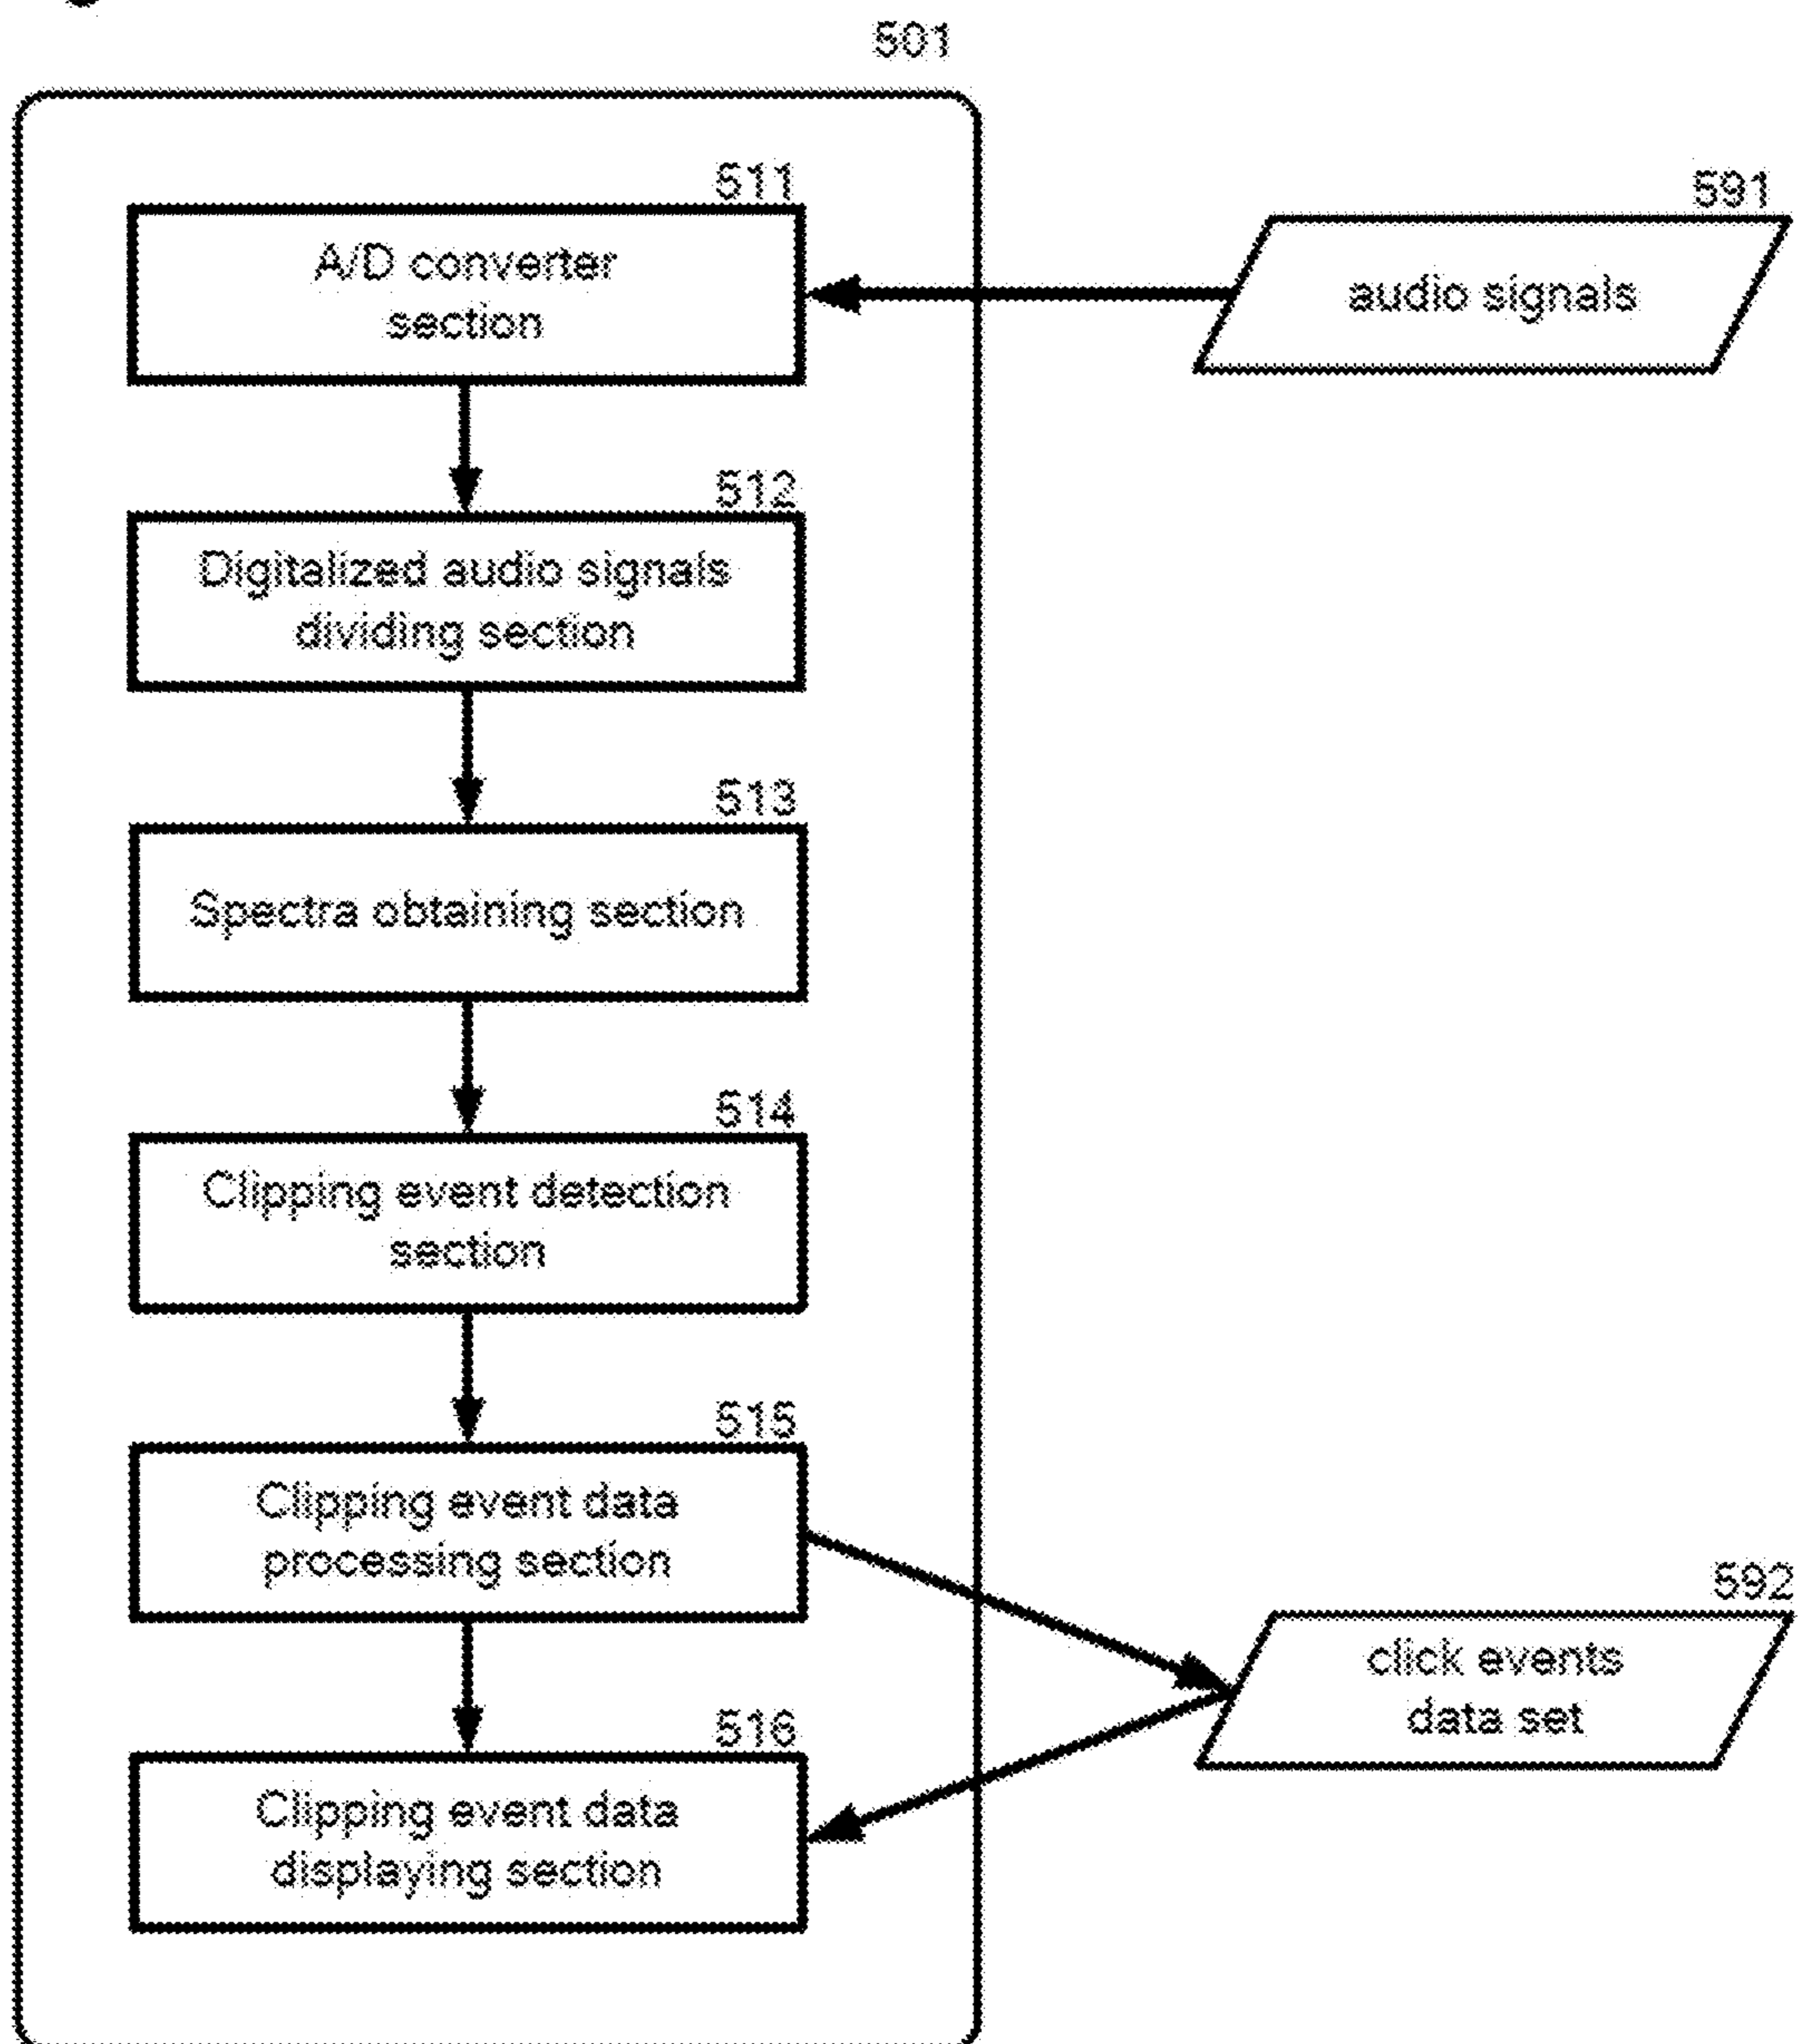 501
511
A/D converter
section
591
audio signals
512
Digitalized audio signals
dividing section
513
Spectra obtaining section
514
Clipping event detection
section
515
Clipping event data
processing section
592
click events
data set
516
Clipping event data
displaying section